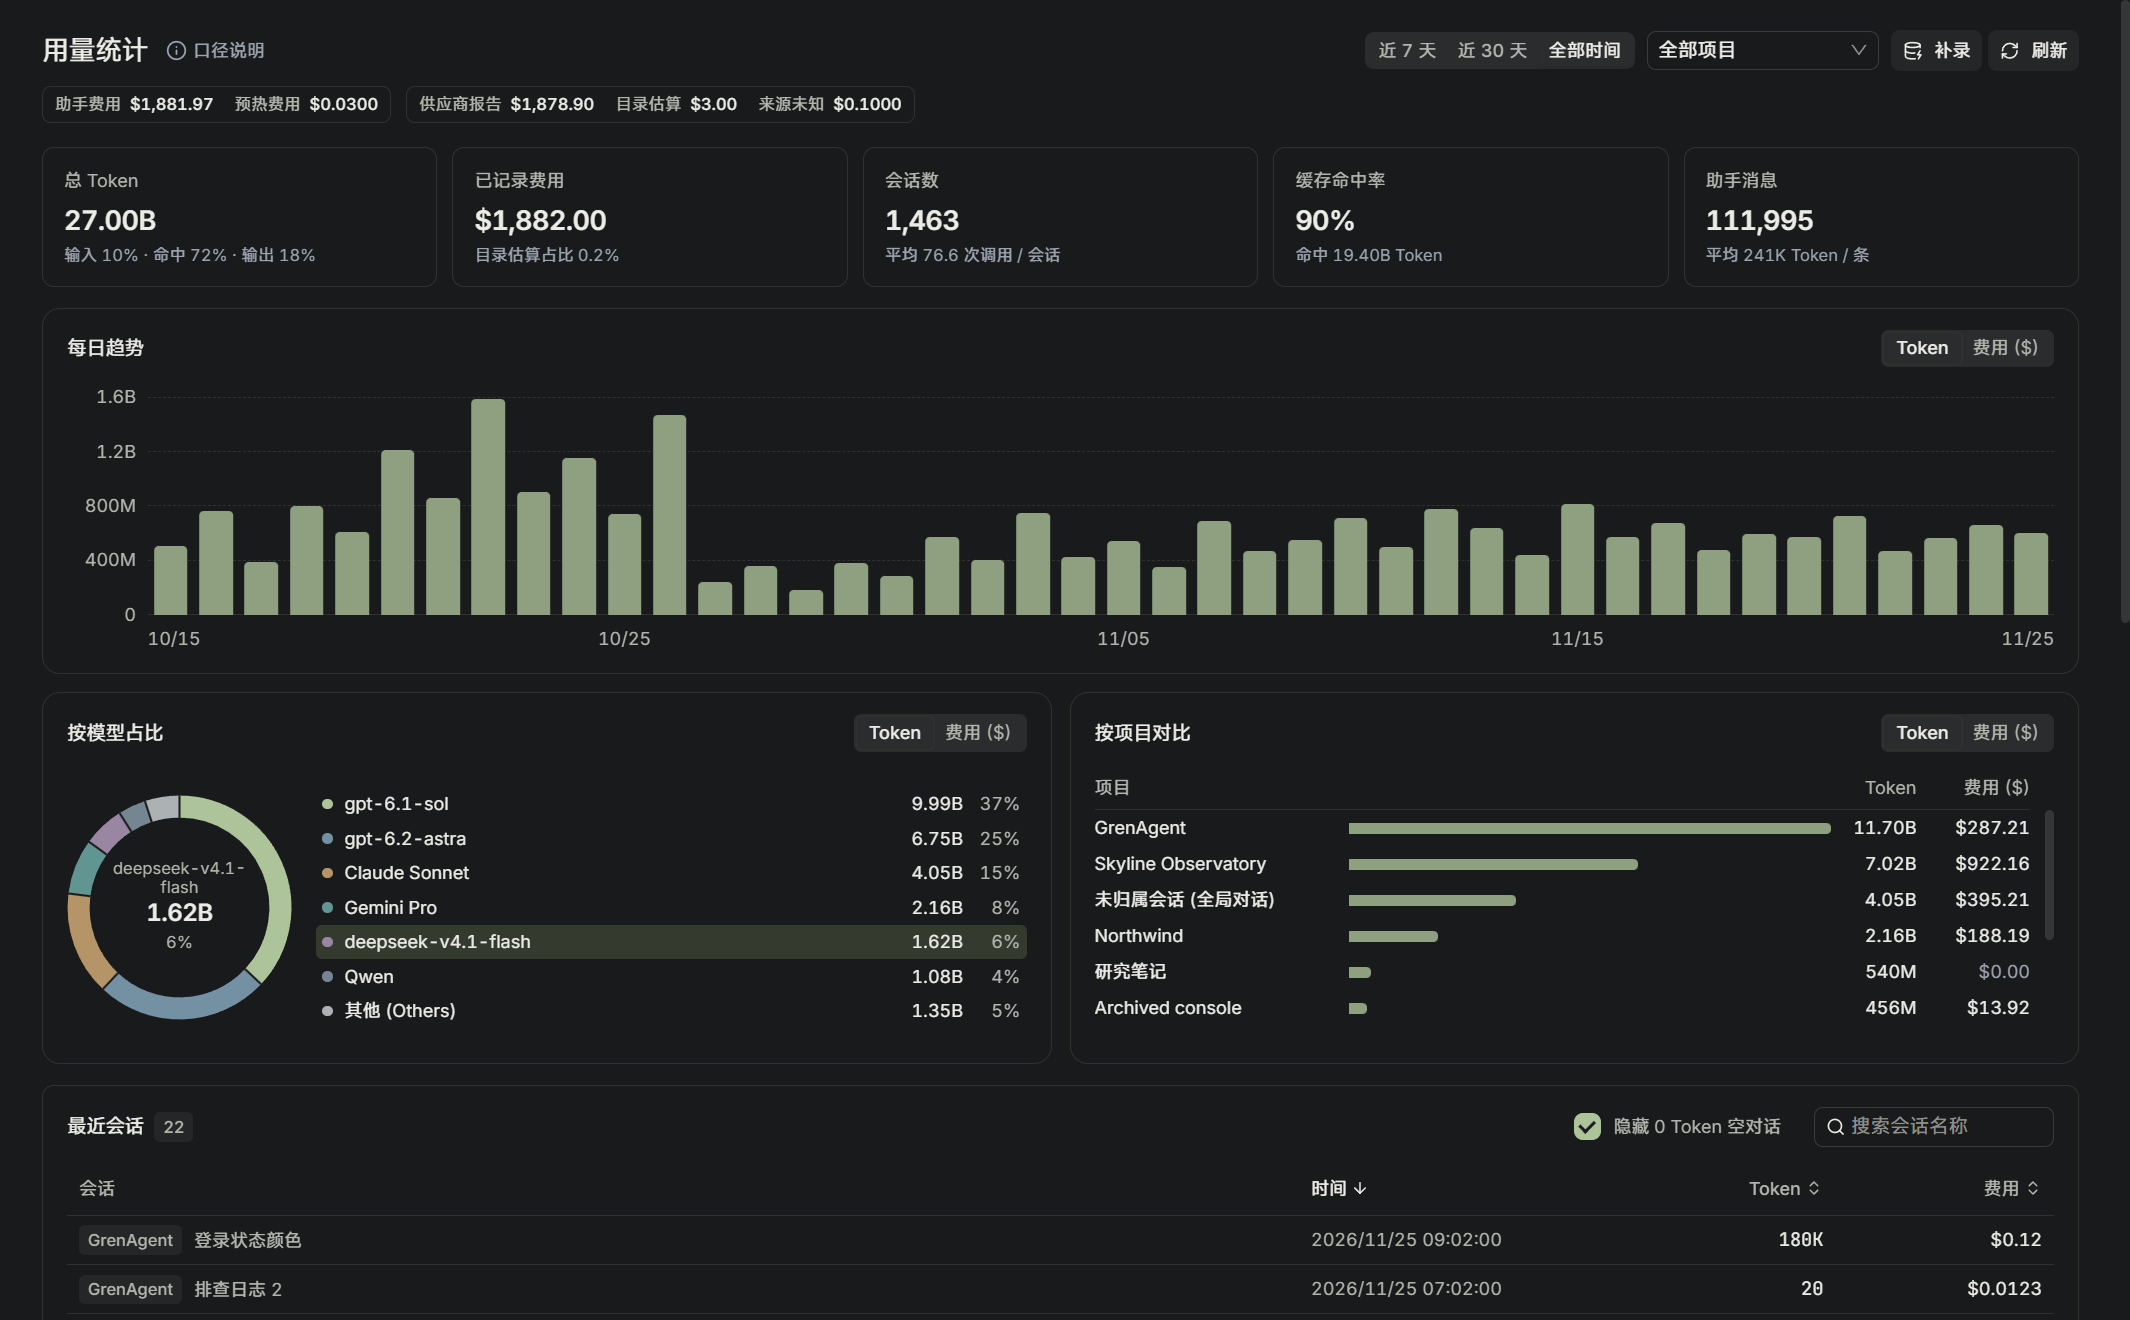 用量统计 口径说明 近 7 天 近 30 天 全部时间 全部项目 补录 刷新
助手费用 $1,881.97 预热费用 $0.0300 供应商报告 $1,878.90 目录估算 $3.00 来源未知 $0.1000
总 Token
27.00B
输入 10% · 命中 72% · 输出 18%
已记录费用
$1,882.00
目录估算占比 0.2%
会话数
1,463
平均 76.6 次调用 / 会话
缓存命中率
90%
命中 19.40B Token
助手消息
111,995
平均 241K Token / 条
每日趋势 Token 费用 ($)
1.6B
1.2B
800M
400M
0
10/15 10/25 11/05 11/15 11/25
按模型占比 Token 费用 ($)
deepseek-v4.1-
flash
1.62B
6%
gpt-6.1-sol 9.99B 37%
gpt-6.2-astra 6.75B 25%
Claude Sonnet 4.05B 15%
Gemini Pro 2.16B 8%
deepseek-v4.1-flash 1.62B 6%
Qwen 1.08B 4%
其他 (Others) 1.35B 5%
按项目对比 Token 费用 ($)
项目 Token 费用 ($)
GrenAgent 11.70B $287.21
Skyline Observatory 7.02B $922.16
未归属会话 (全局对话) 4.05B $395.21
Northwind 2.16B $188.19
研究笔记 540M $0.00
Archived console 456M $13.92
最近会话 22 隐藏 0 Token 空对话 搜索会话名称
会话 时间 Token 费用
GrenAgent 登录状态颜色 2026/11/25 09:02:00 180K $0.12
GrenAgent 排查日志 2 2026/11/25 07:02:00 20 $0.0123